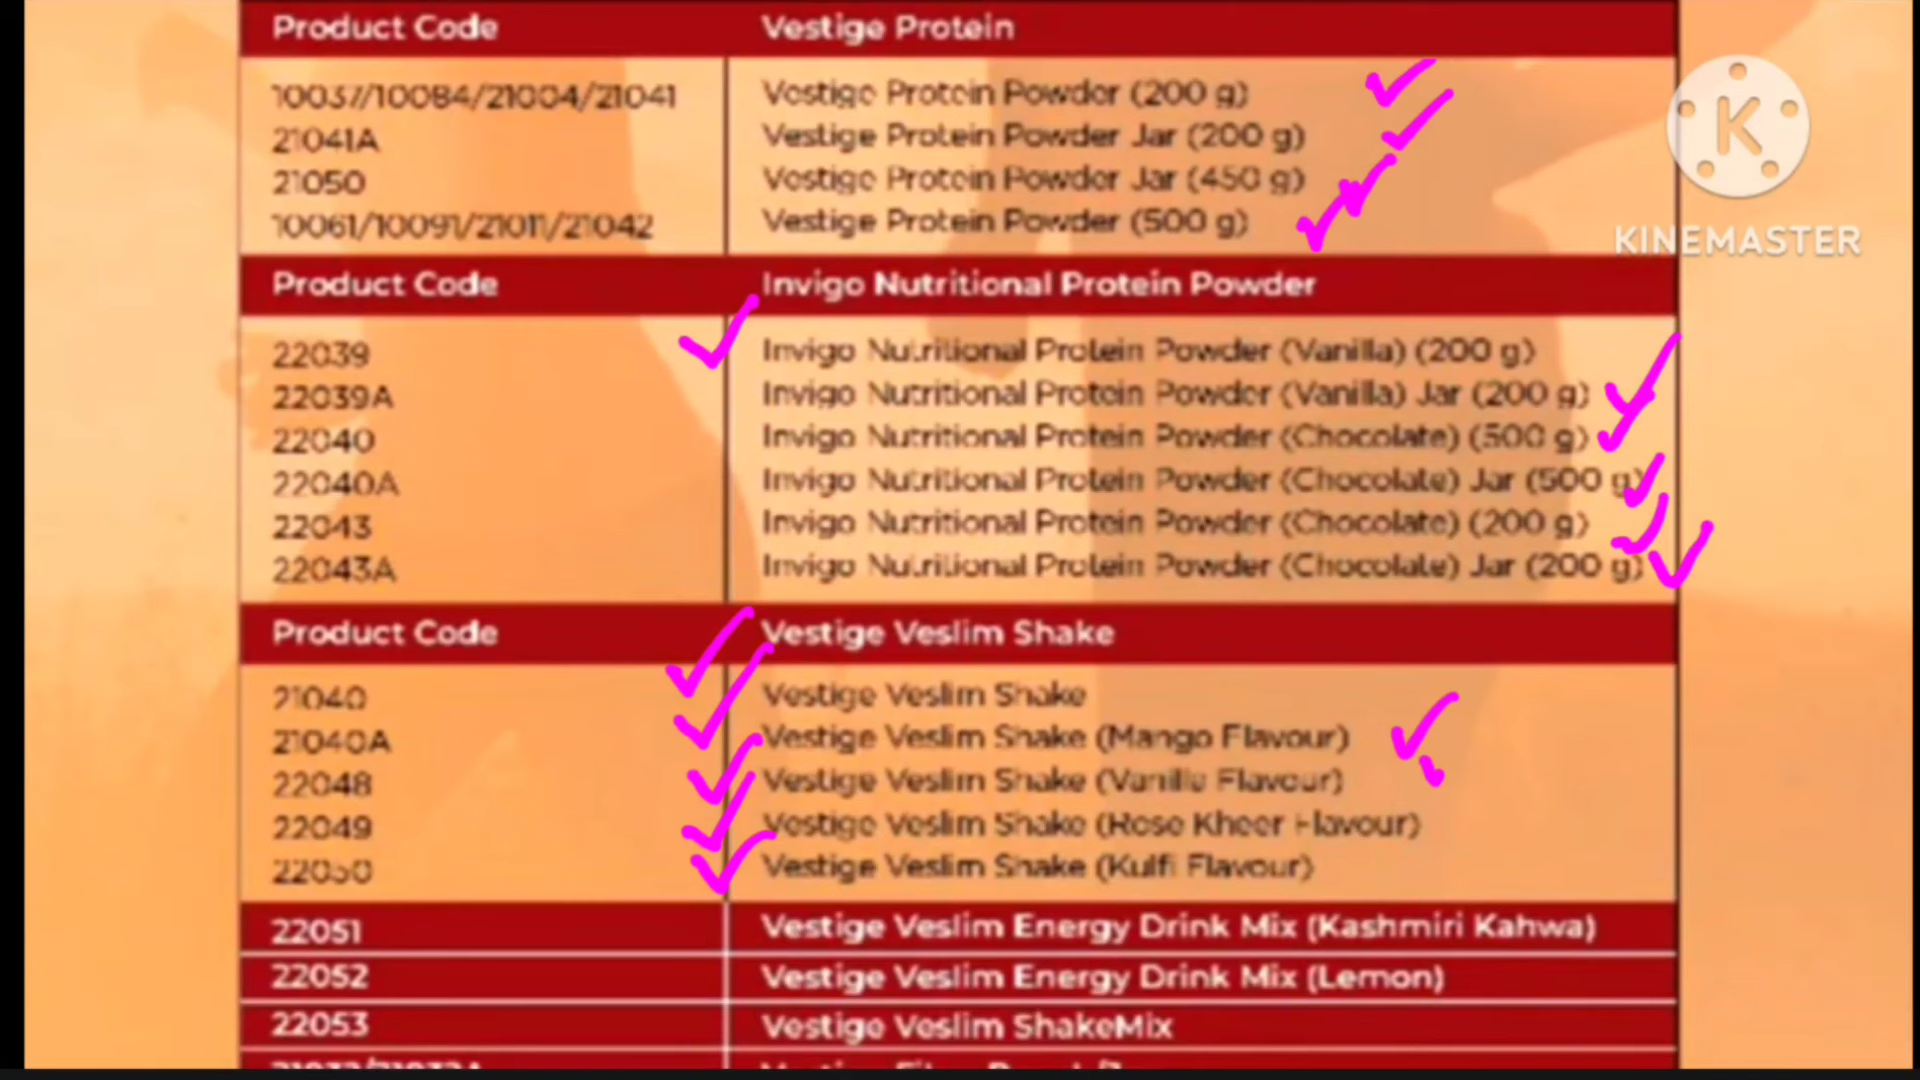 Product Code Vestige Protein
10037/10084/21004/21041 Vestige Protein Powder (200 g)
21041A Vestige Protein Powder Jar (200 g)
21050 Vestige Protein Powder Jar (450 g)
10061/10091/21011/21042 Vestige Protein Powder (500 g)
K
KINEMASTER
Product Code Invigo Nutritional Protein Powder
22039 Invigo Nutritional Protein Powder (Vanilla) (200 g)
22039A Invigo Nutritional Protein Powder (Vanilla) Jar (200 g)
22040 Invigo Nutritional Protein Powder (Chocolate) (500 g)
22040A Invigo Nutritional Protein Powder (Chocolate) Jar (500 g)
22043 Invigo Nutritional Protein Powder (Chocolate) (200 g)
22043A Invigo Nutritional Protein Powder (Chocolate) Jar (200 g)
Product Code Vestige Veslim Shake
21040 Vestige Veslim Shake
21040A Vestige Veslim Shake (Mango Flavour)
22048 Vestige Veslim Shake (Vanilla Flavour)
22049 Vestige Veslim Shake (Rose Kheer Flavour)
22050 Vestige Veslim Shake (Kulfi Flavour)
22051 Vestige Veslim Energy Drink Mix (Kashmiri Kahwa)
22052 Vestige Veslim Energy Drink Mix (Lemon)
22053 Vestige Veslim ShakeMix